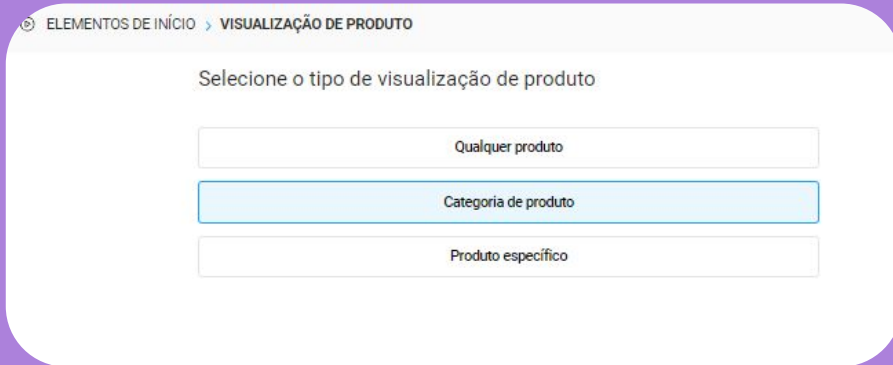 ELEMENTOS DE INÍCIO > VISUALIZAÇÃO DE PRODUTO
Selecione o tipo de visualização de produto
Qualquer produto
Categoria de produto
Produto específico